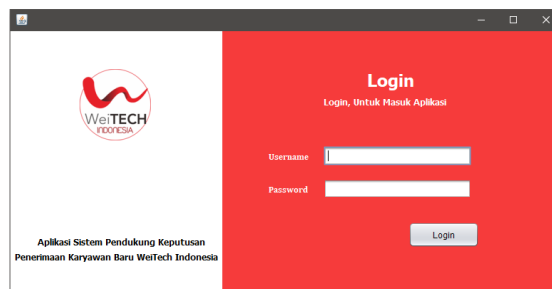 WeiTECH
INDONESIA
Aplikasi Sistem Pendukung Keputusan
Penerimaan Karyawan Baru WeiTech Indonesia
Login
Login, Untuk Masuk Aplikasi
Username
Password
Login